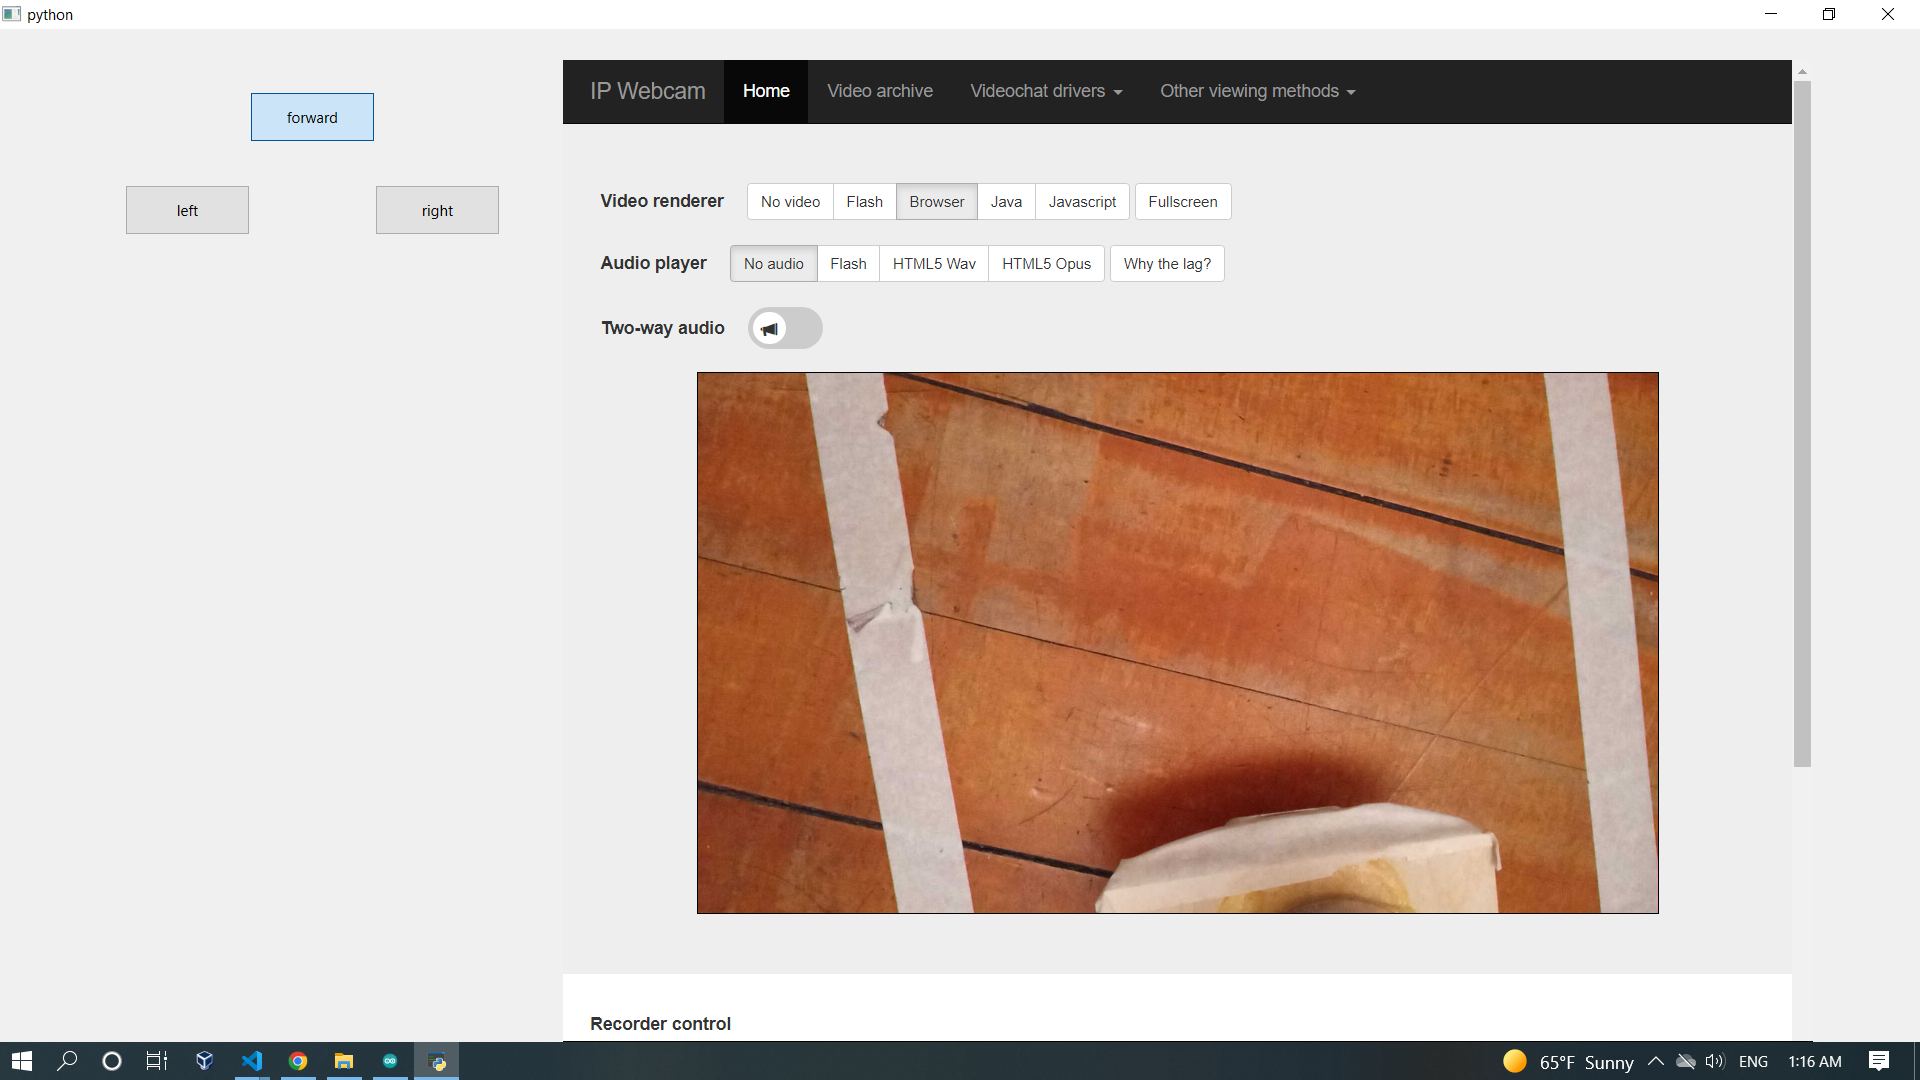 python
forward
left
right
IP Webcam Home Video archive Videochat drivers Other viewing methods
Video renderer No video Flash Browser Java Javascript Fullscreen
Audio player No audio Flash HTML5 Wav HTML5 Opus Why the lag?
Two-way audio
Recorder control
65°F Sunny ENG 1:16 AM